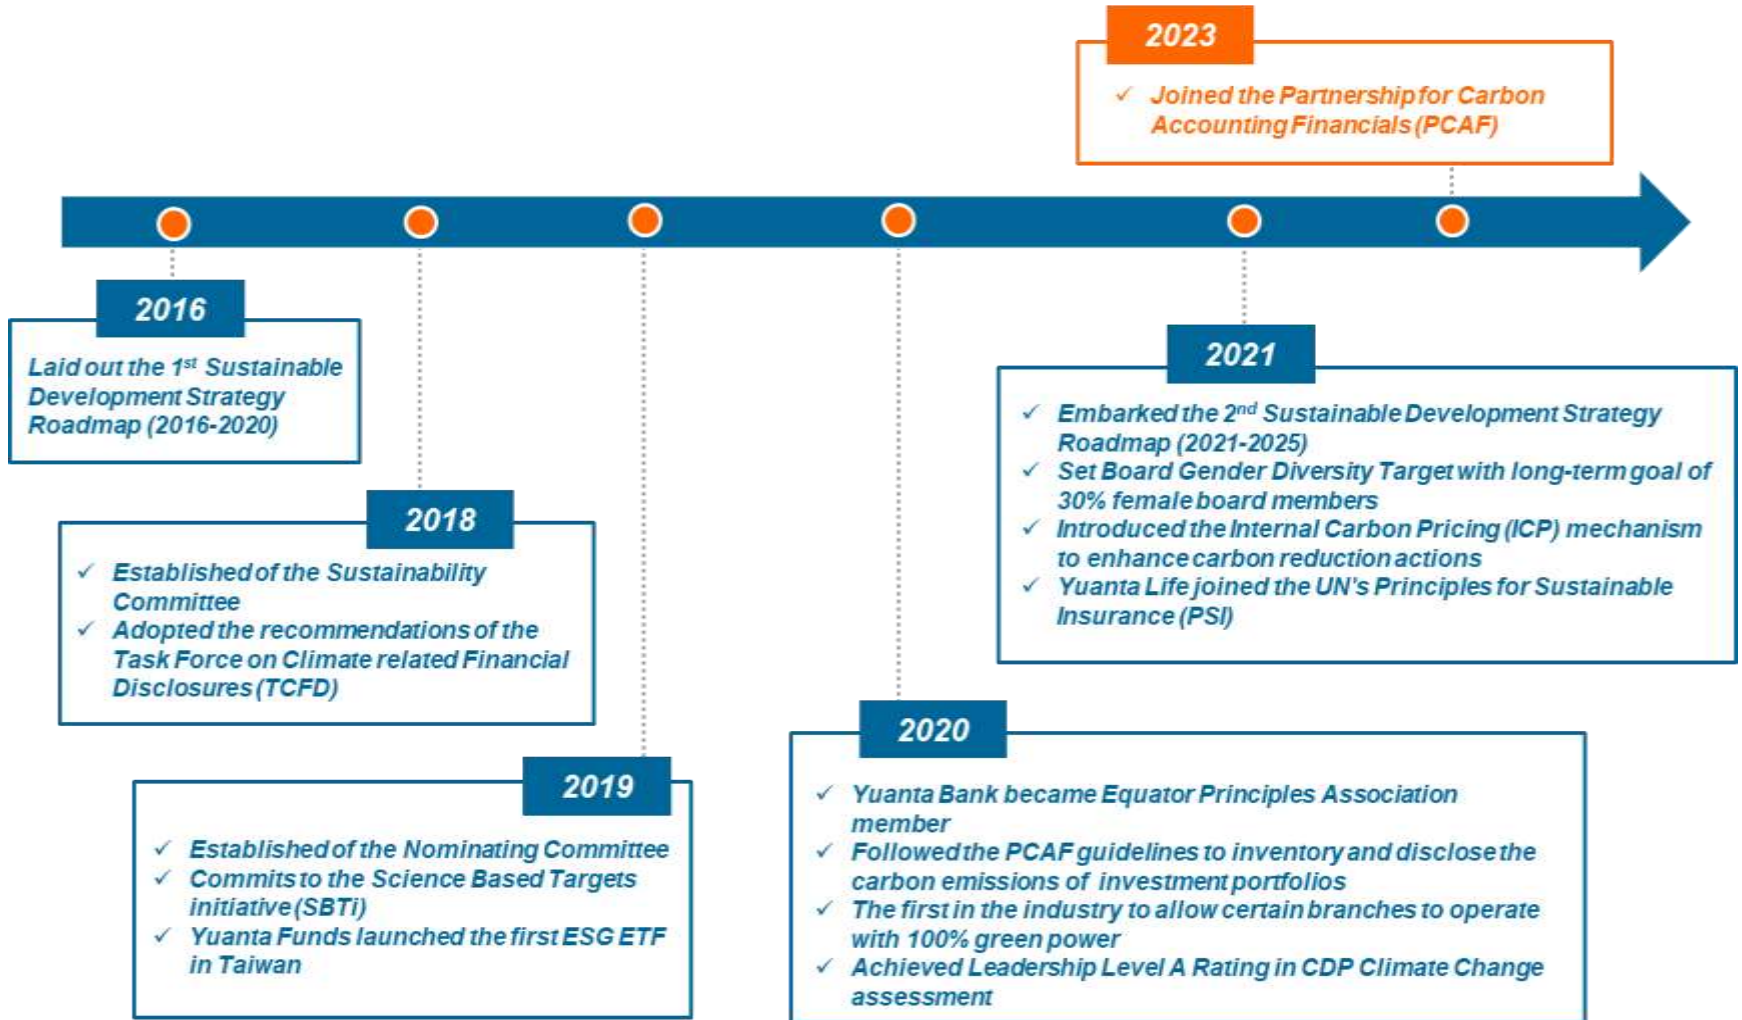 2023
✓ Joined the Partnership for Carbon
Accounting Financials (PCAF)
2016
Laid out the 1st Sustainable
Development Strategy
Roadmap (2016-2020)
2018
✓ Established of the Sustainability
Committee
✓ Adopted the recommendations of the
Task Force on Climate related Financial
Disclosures (TCFD)
2019
✓ Established of the Nominating Committee
✓ Commits to the Science Based Targets
initiative (SBTi)
✓ Yuanta Funds launched the first ESG ETF
in Taiwan
2020
✓ Yuanta Bank became Equator Principles Association
member
✓ Followed the PCAF guidelines to inventory and disclose the
carbon emissions of investment portfolios
✓ The first in the industry to allow certain branches to operate
with 100% green power
✓ Achieved Leadership Level A Rating in CDP Climate Change
assessment
2021
✓ Embarked the 2nd Sustainable Development Strategy
Roadmap (2021-2025)
✓ Set Board Gender Diversity Target with long-term goal of
30% female board members
✓ Introduced the Internal Carbon Pricing (ICP) mechanism
to enhance carbon reduction actions
✓ Yuanta Life joined the UN's Principles for Sustainable
Insurance (PSI)